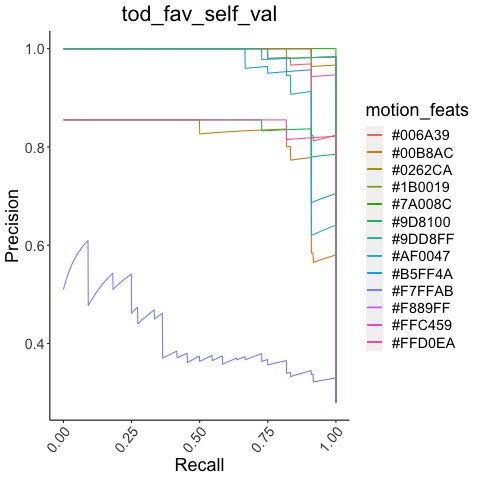 tod_fav_self_val
Precision
1.0
0.8
0.6
0.4
0.00
0.25
0.50
0.75
1.00
Recall
motion_feats
#006A39
#00B8AC
#0262CA
#1B0019
#7A008C
#9D8100
#9DD8FF
#AF0047
#B5FF4A
#F7FFAB
#F889FF
#FFC459
#FFD0EA